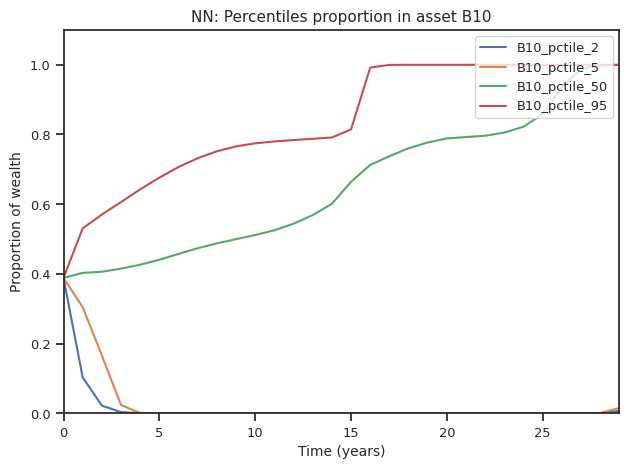 NN: Percentiles proportion in asset B10
B10_pctile_2
B10_pctile_5
B10_pctile_50
B10_pctile_95
1.0
0.8
0.6
0.4
0.2
0.0
Proportion of wealth
0 5 10 15 20 25
Time (years)